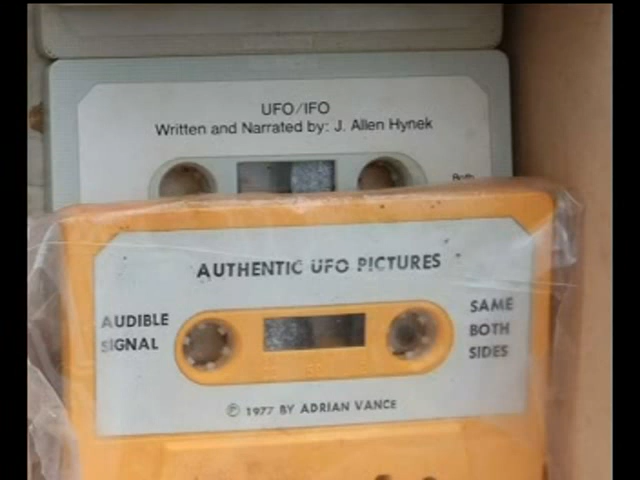 UFO/IFO
Written and Narrated by: J. Allen Hynek
Both
AUTHENTIC UFO PICTURES
AUDIBLE
SIGNAL
SAME
BOTH
SIDES
℗ 1977 BY ADRIAN VANCE